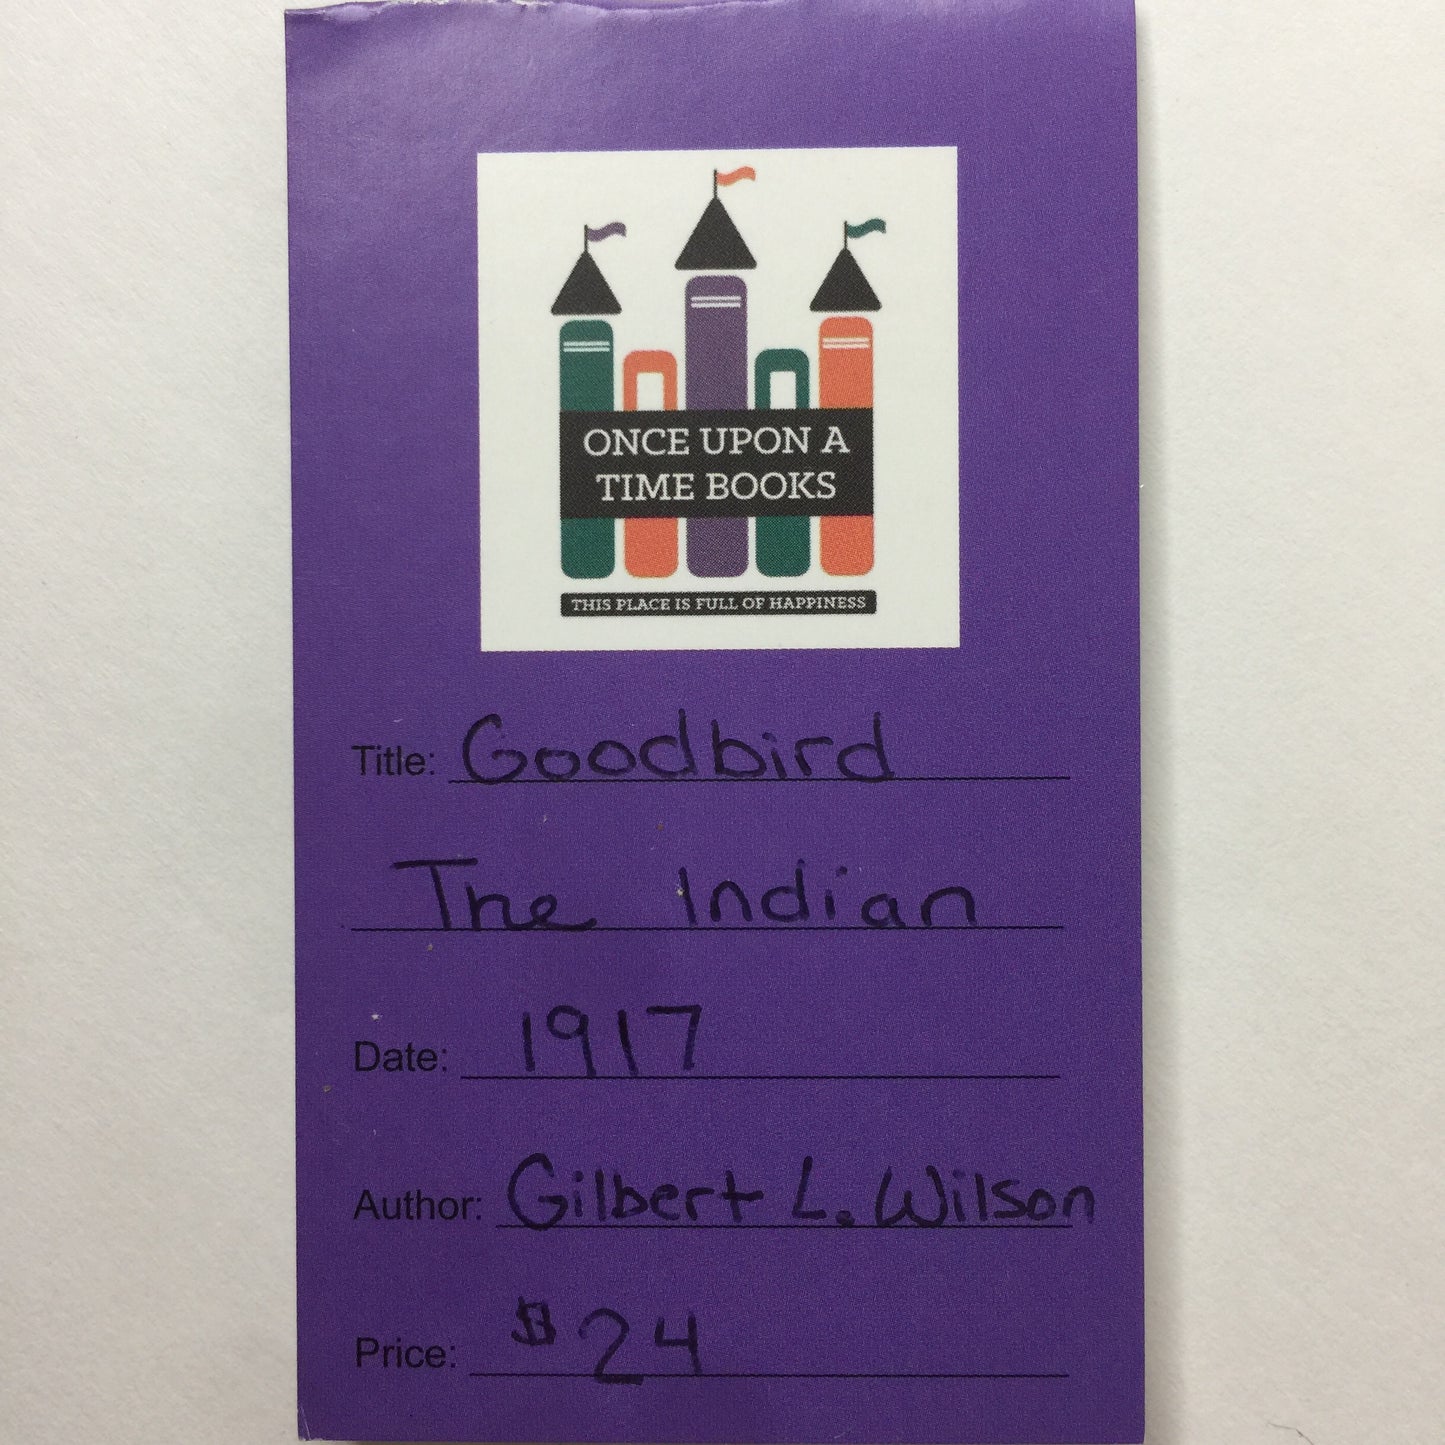 ONCE UPON A
TIME BOOKS
THIS PLACE IS FULL OF HAPPINESS
Title: Goodbird
The Indian
Date: 1917
Author: Gilbert L. Wilson
Price: $24